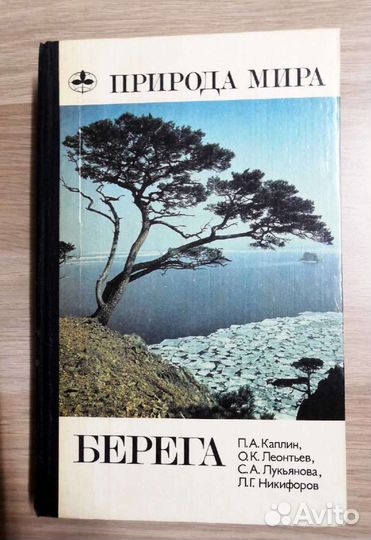 ПРИРОДА МИРА
БЕРЕГА
П.А. Каплин,
О.К. Леонтьев,
С.А. Лукьянова,
Л.Г. Никифоров
Avito